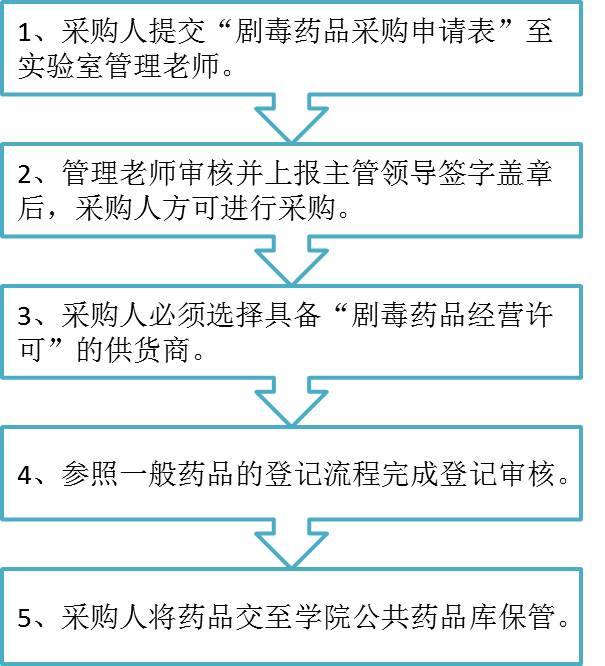 1、采购人提交“剧毒药品采购申请表”至
实验室管理老师。
2、管理老师审核并上报主管领导签字盖章
后，采购人方可进行采购。
3、采购人必须选择具备“剧毒药品经营许
可”的供货商。
4、参照一般药品的登记流程完成登记审核。
5、采购人将药品交至学院公共药品库保管。